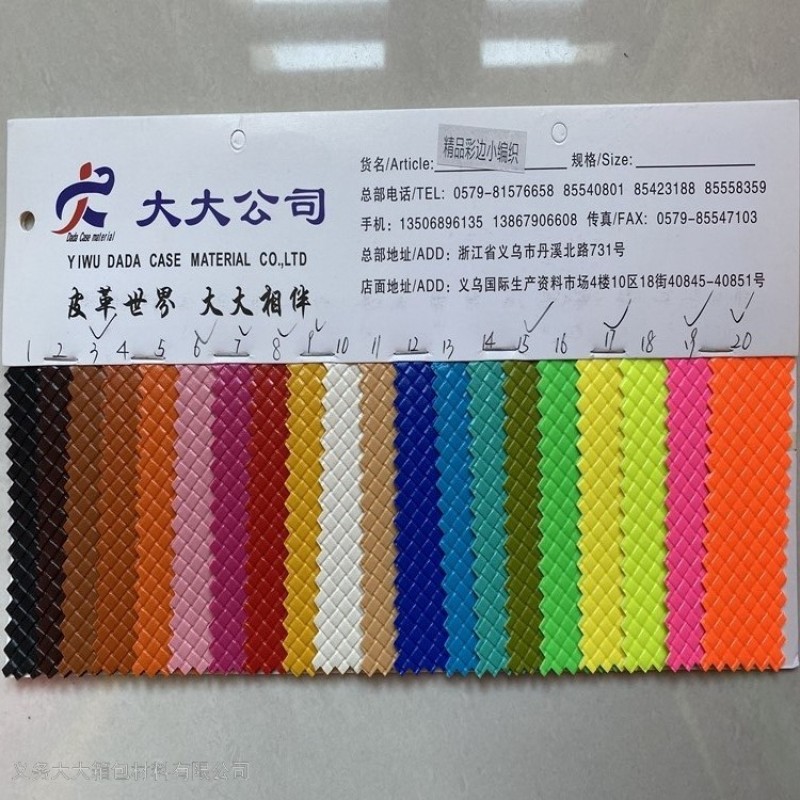 精品彩边小编织
货名/Article: 规格/Size:
大大公司
Dada Case material
YIWU DADA CASE MATERIAL CO.,LTD
皮革世界 大大相伴
总部电话/TEL: 0579-81576658 85540801 85423188 85558359
手机: 13506896135 13867906608 传真/FAX: 0579-85547103
总部地址/ADD: 浙江省义乌市丹溪北路731号
店面地址/ADD: 义乌国际生产资料市场4楼10区18街40845-40851号
1 2 3 4 5 6 7 8 9 10 11 12 13 14 15 16 17 18 19 20
义乌大大箱包材料有限公司